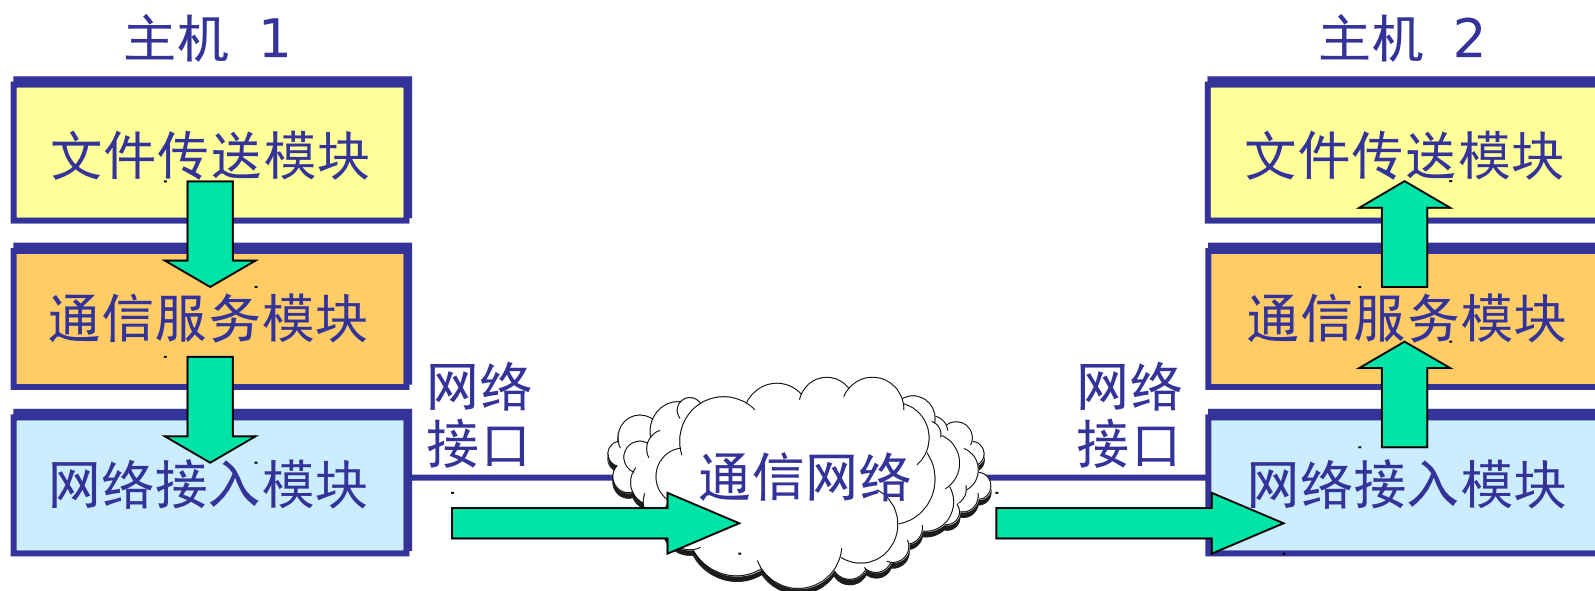 主机 1
主机 2
文件传送模块
文件传送模块
通信服务模块
通信服务模块
网络
接口
网络
接口
网络接入模块
通信网络
网络接入模块